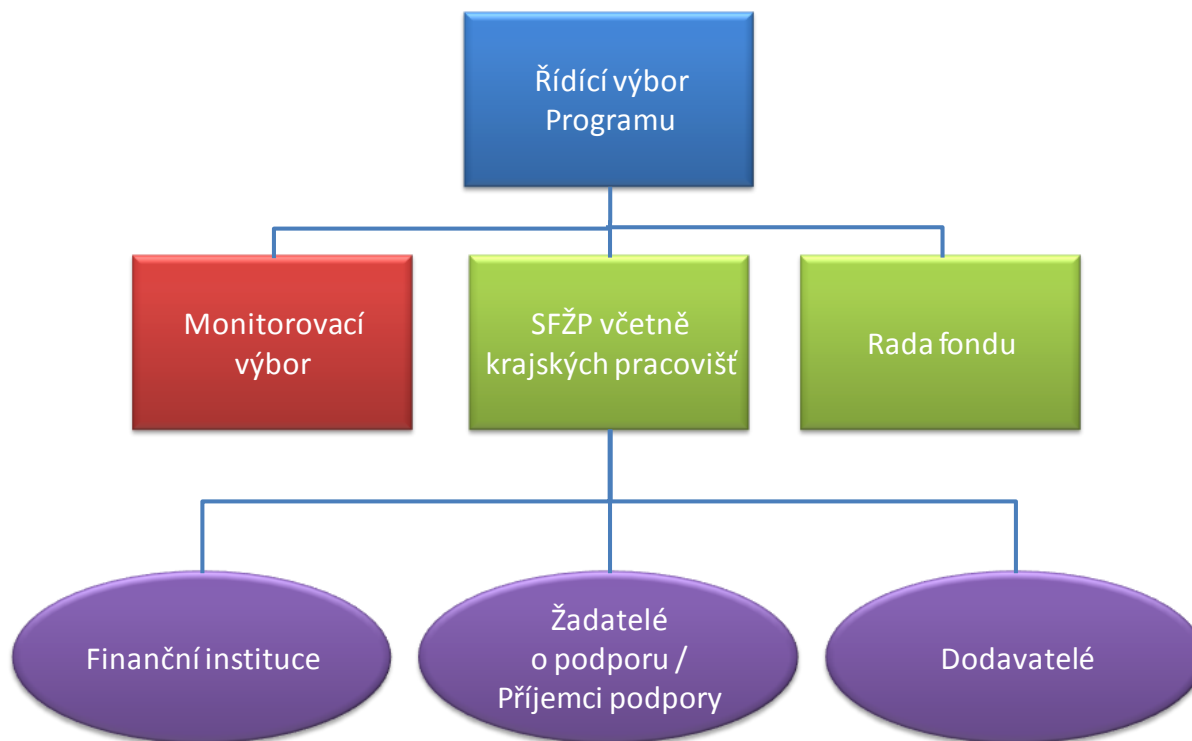 Řídící výbor
Programu
Monitorovací
výbor
SFŽP včetně
krajských pracovišť
Rada fondu
Finanční instituce
Žadatelé
o podporu /
Příjemci podpory
Dodavatelé